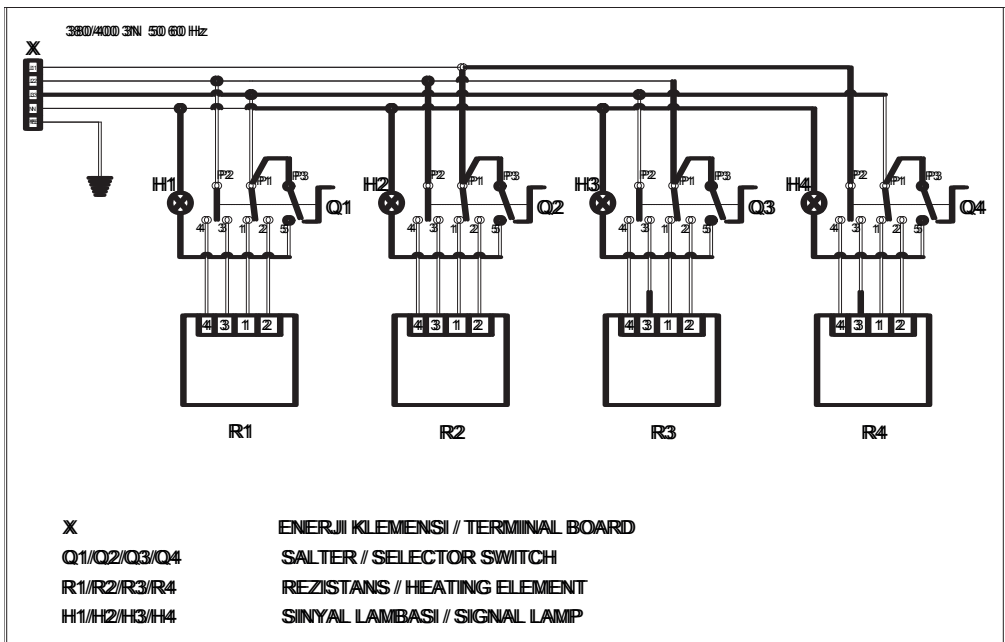 380/400 3N 50 60 Hz
X
L1
L2
L3
N
H1 P2 P1 P3 Q1
H2 P2 P1 P3 Q2
H3 P2 P1 P3 Q3
H4 P2 P1 P3 Q4
4 3 1 2 5
4 3 1 2 5
4 3 1 2 5
4 3 1 2 5
4 3 1 2
4 3 1 2
4 3 1 2
4 3 1 2
R1 R2 R3 R4
X ENERJI KLEMENSI / TERMINAL BOARD
Q1/Q2/Q3/Q4 SALTER / SELECTOR SWITCH
R1/R2/R3/R4 REZISTANS / HEATING ELEMENT
H1/H2/H3/H4 SINYAL LAMBASI / SIGNAL LAMP